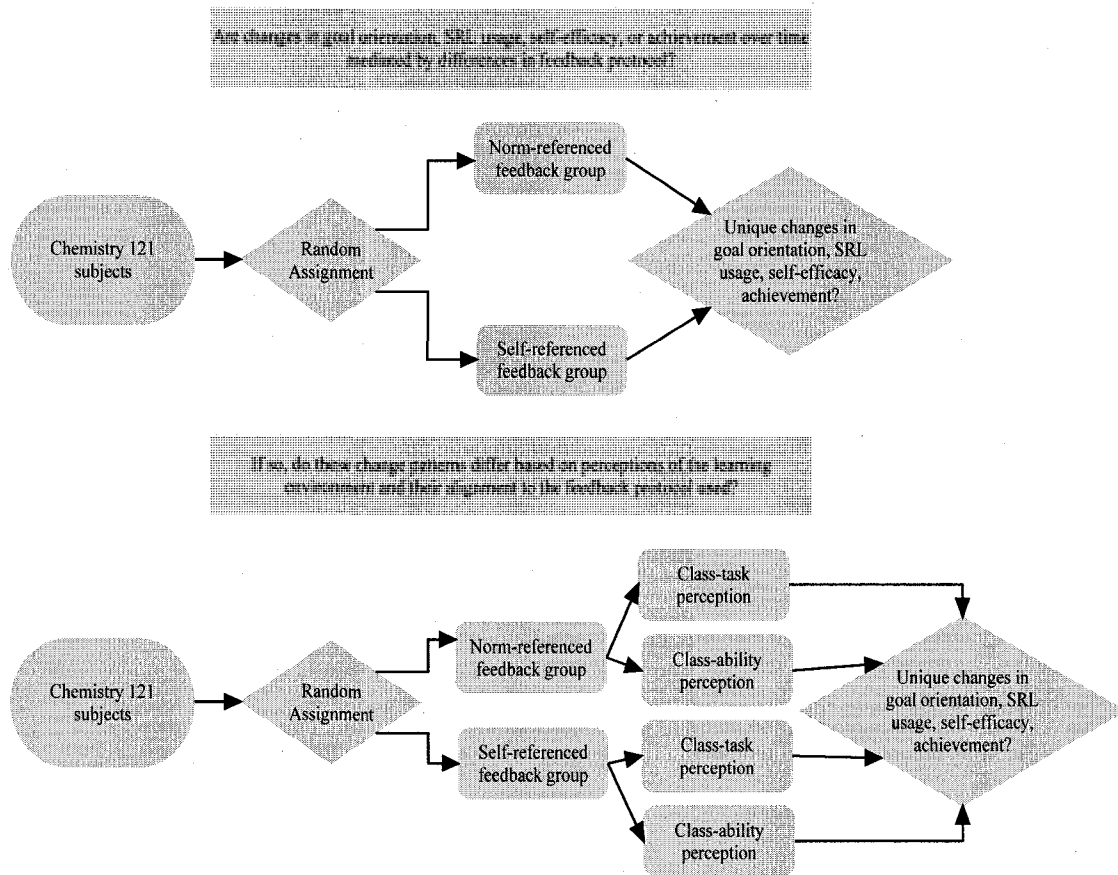 Are changes in goal orientation, SRL usage, self-efficacy, or achievement over time
mediated by differences in feedback protocol?
Norm-referenced
feedback group
Chemistry 121
subjects
Random
Assignment
Unique changes in
goal orientation, SRL
usage, self-efficacy,
achievement?
Self-referenced
feedback group
If so, do these change patterns differ based on perceptions of the learning
environment and their alignment to the feedback protocol used?
Class-task
perception
Norm-referenced
feedback group
Class-ability
perception
Chemistry 121
subjects
Random
Assignment
Unique changes in
goal orientation, SRL
usage, self-efficacy,
achievement?
Self-referenced
feedback group
Class-task
perception
Class-ability
perception